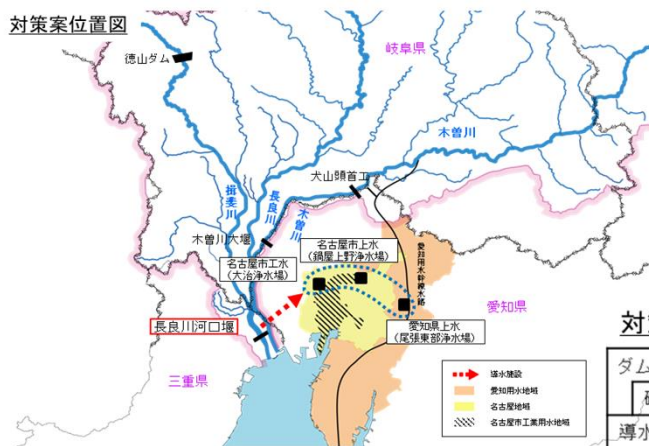 対策案位置図
徳山ダム
岐阜県
木曽川
犬山頭首工
揖斐川
長良川
木曽川
木曽川大堰
名古屋市工水
(大治浄水場)
名古屋市上水
(鍋屋上野浄水場)
愛知用水幹線水路
愛知県
長良川河口堰
愛知県上水
(尾張東部浄水場)
三重県
導水施設
愛知用水地域
名古屋地域
名古屋市工業用水地域
対
ダム
導水